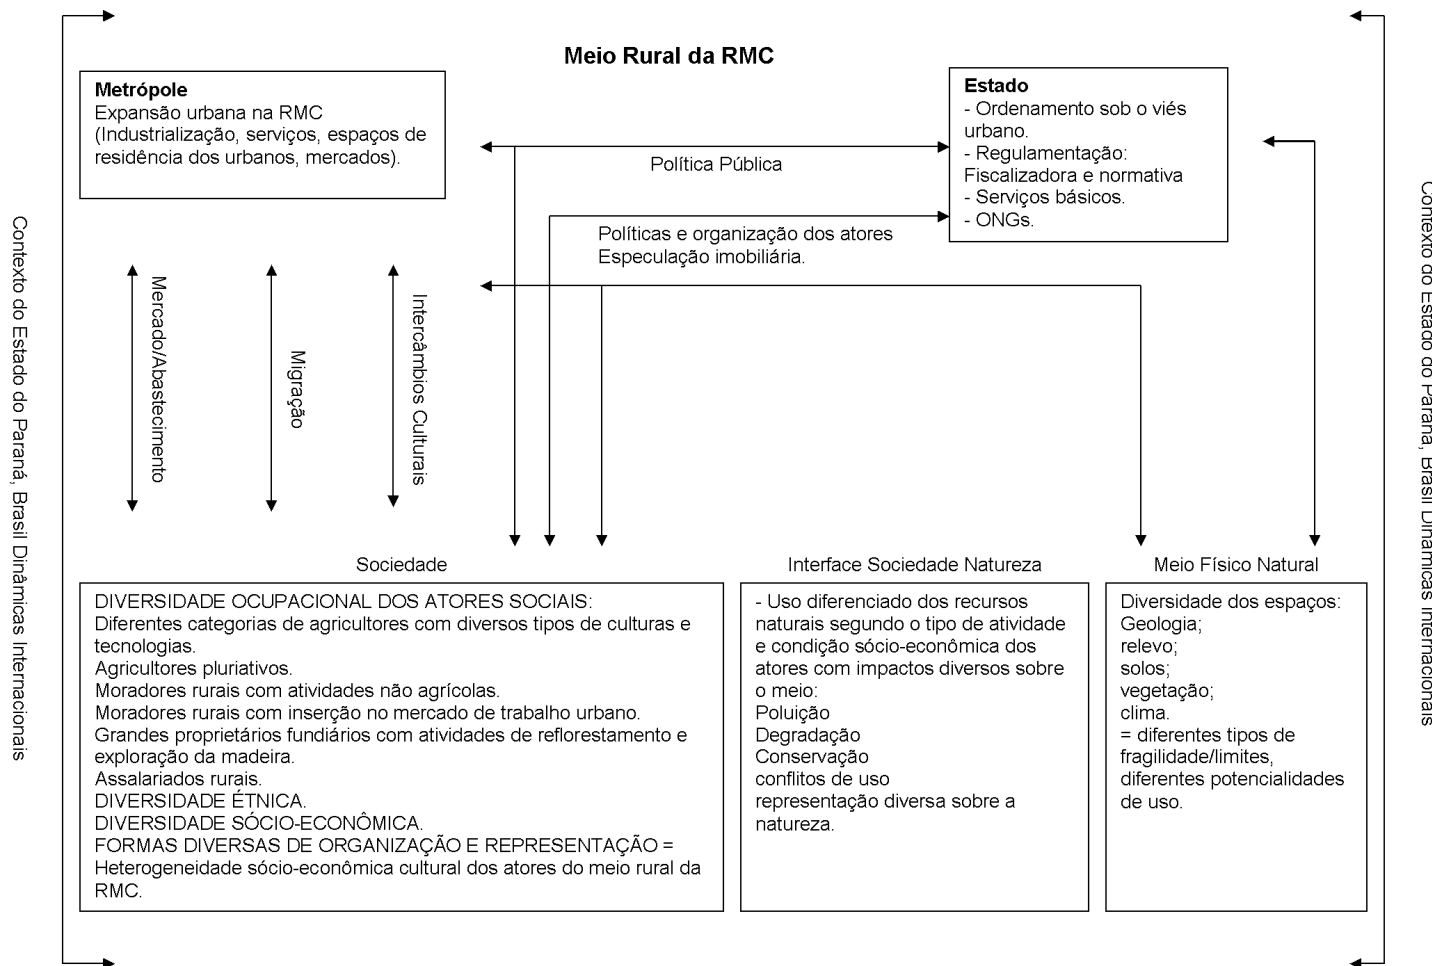 Meio Rural da RMC
Metrópole
Expansão urbana na RMC
(Industrialização, serviços, espaços de
residência dos urbanos, mercados).
Estado
- Ordenamento sob o viés
urbano.
- Regulamentação:
Fiscalizadora e normativa
- Serviços básicos.
- ONGs.
Política Pública
Políticas e organização dos atores
Especulação imobiliária.
Contexto do Estado do Paraná, Brasil Dinâmicas Internacionais
Mercado/Abastecimento
Migração
Intercâmbios Culturais
Contexto do Estado do Paraná, Brasil Dinâmicas Internacionais
Sociedade
DIVERSIDADE OCUPACIONAL DOS ATORES SOCIAIS:
Diferentes categorias de agricultores com diversos tipos de culturas e
tecnologias.
Agricultores pluriativos.
Moradores rurais com atividades não agrícolas.
Moradores rurais com inserção no mercado de trabalho urbano.
Grandes proprietários fundiários com atividades de reflorestamento e
exploração da madeira.
Assalariados rurais.
DIVERSIDADE ÉTNICA.
DIVERSIDADE SÓCIO-ECONÔMICA.
FORMAS DIVERSAS DE ORGANIZAÇÃO E REPRESENTAÇÃO =
Heterogeneidade sócio-econômica cultural dos atores do meio rural da
RMC.
Interface Sociedade Natureza
- Uso diferenciado dos recursos
naturais segundo o tipo de atividade
e condição sócio-econômica dos
atores com impactos diversos sobre
o meio:
Poluição
Degradação
Conservação
conflitos de uso
representação diversa sobre a
natureza.
Meio Físico Natural
Diversidade dos espaços:
Geologia;
relevo;
solos;
vegetação;
clima.
= diferentes tipos de
fragilidade/limites,
diferentes potencialidades
de uso.